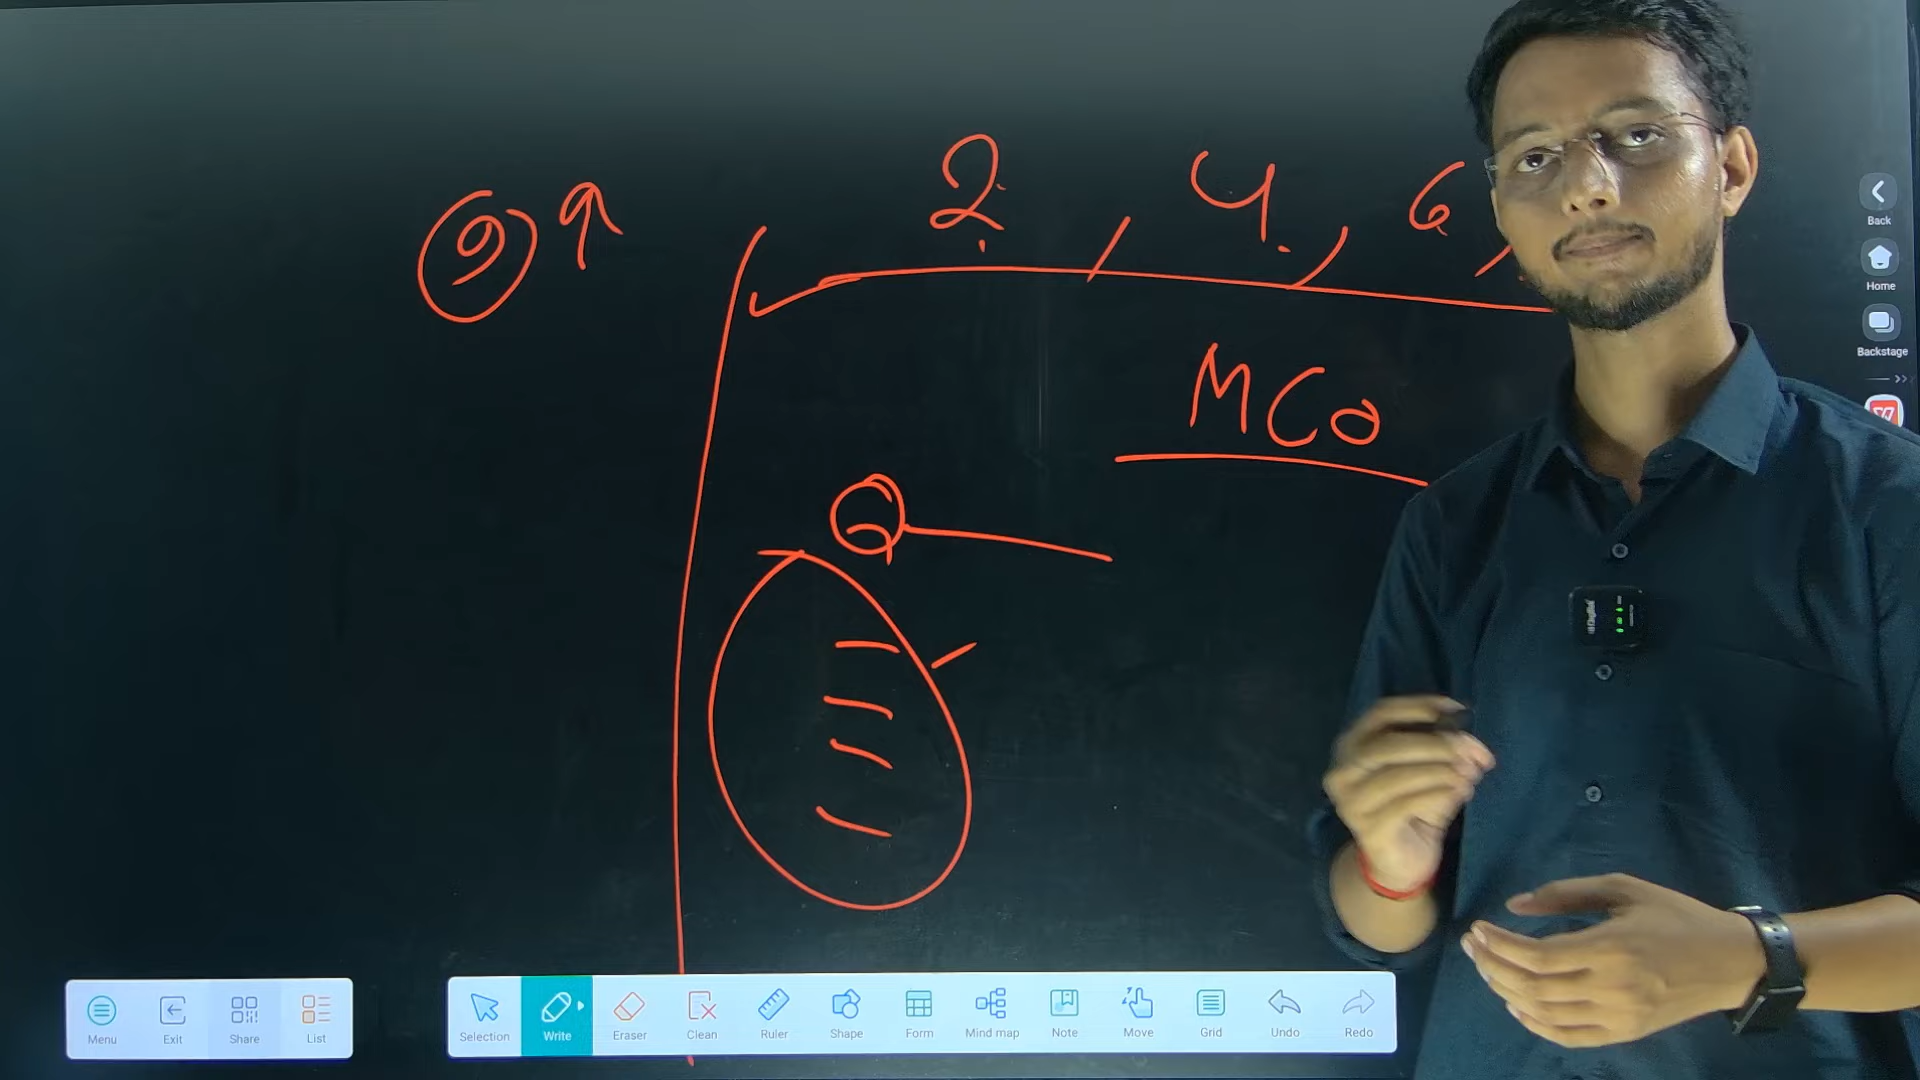 2 , 4 , 6 ,
9
MCQ
Q
Back
Home
Backstage
Menu Exit Share List
Selection Write Eraser Clean Ruler Shape Form Mind map Note Move Grid Undo Redo